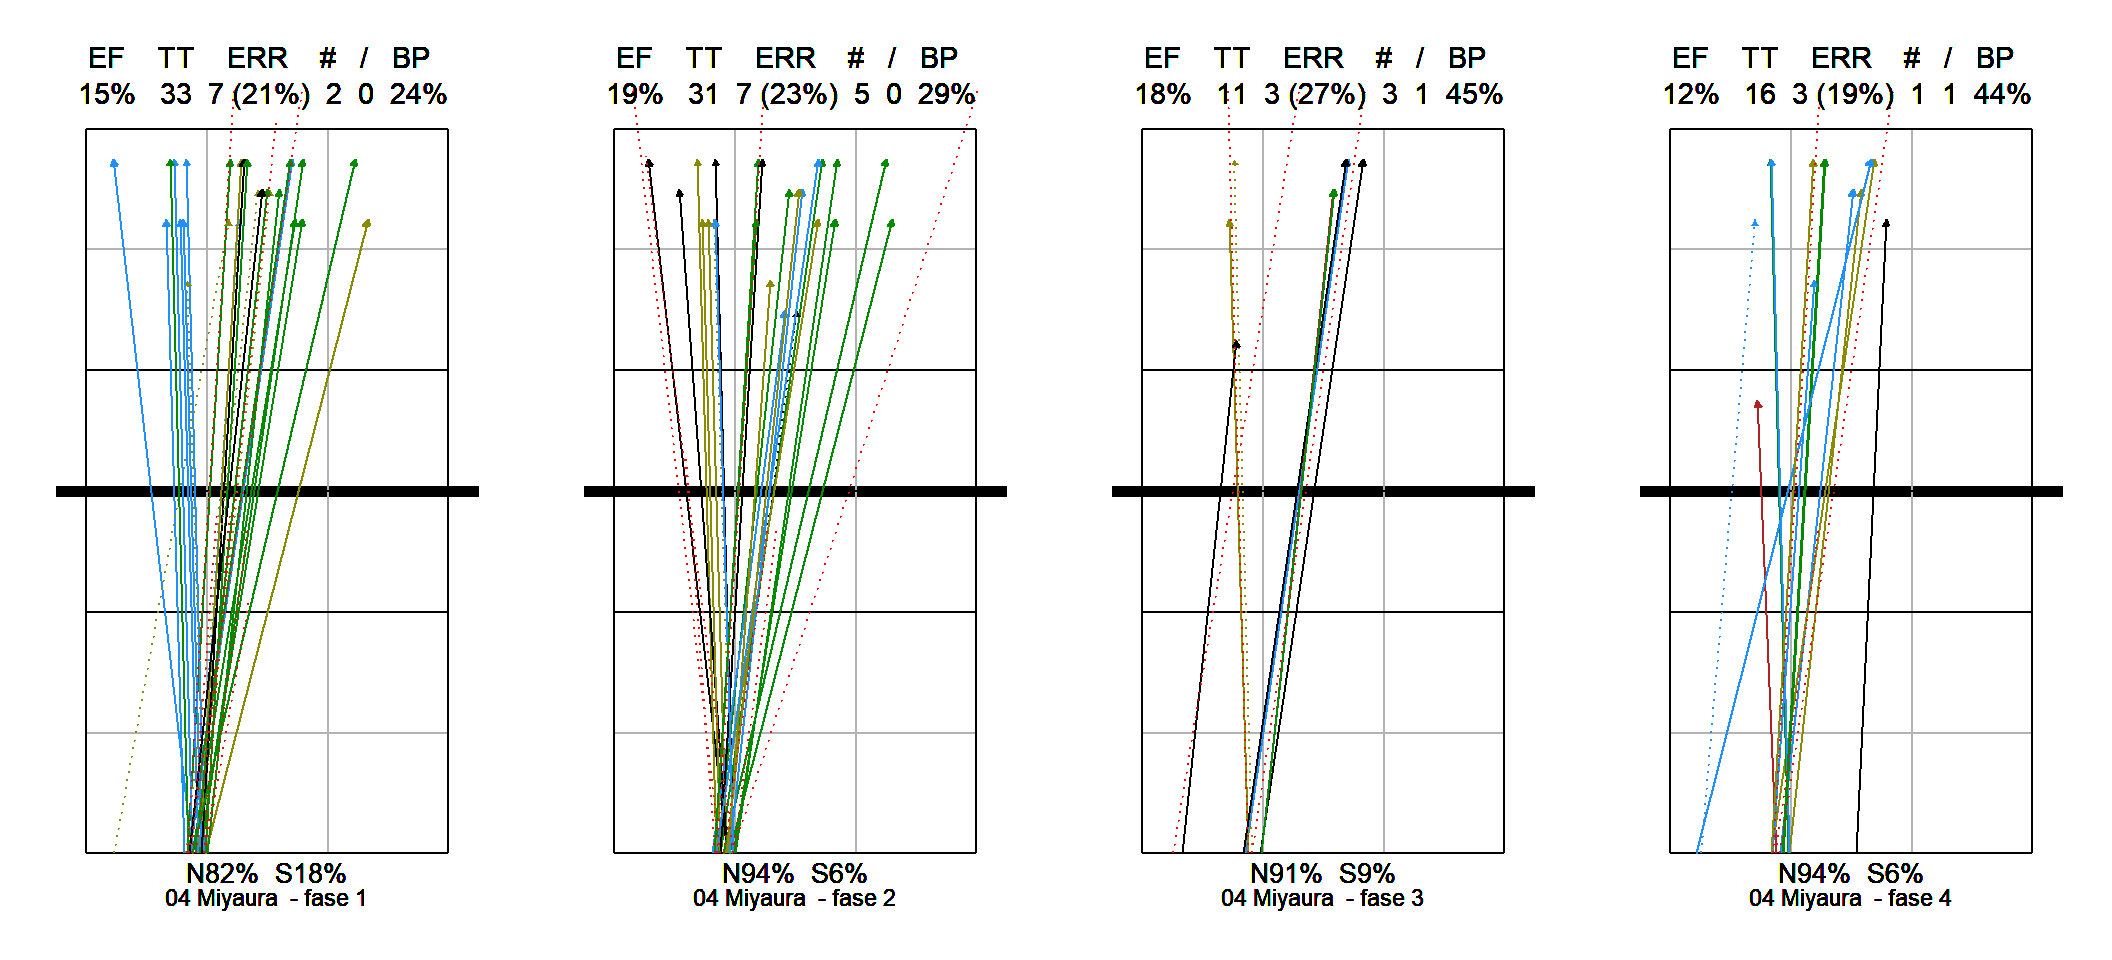 EF TT ERR # / BP
15% 33 7 (21%) 2 0 24%
N82% S18%
04 Miyaura - fase 1
EF TT ERR # / BP
19% 31 7 (23%) 5 0 29%
N94% S6%
04 Miyaura - fase 2
EF TT ERR # / BP
18% 11 3 (27%) 3 1 45%
N91% S9%
04 Miyaura - fase 3
EF TT ERR # / BP
12% 16 3 (19%) 1 1 44%
N94% S6%
04 Miyaura - fase 4